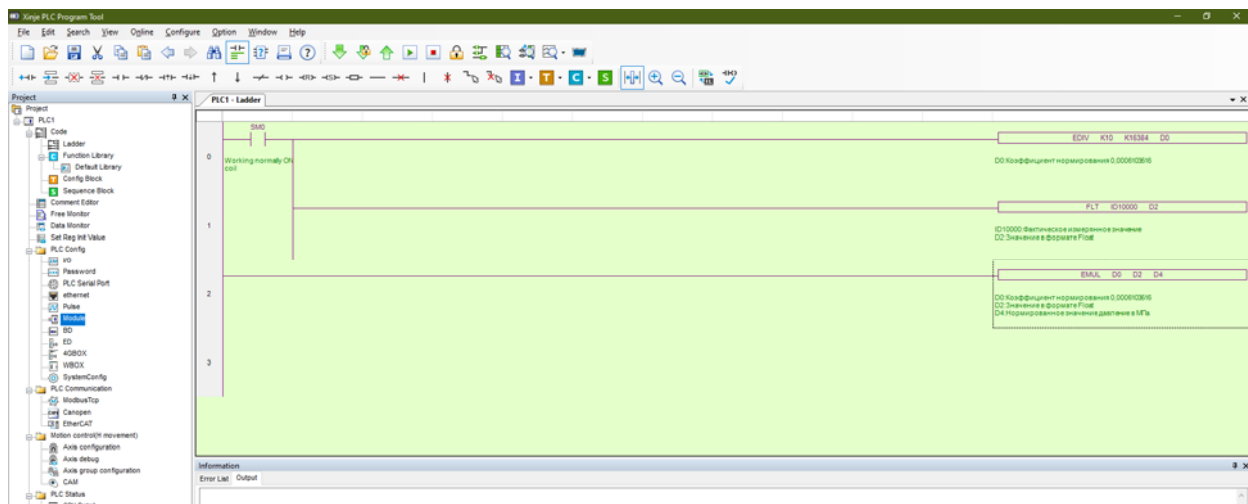 Xinje PLC Program Tool
File Edit Search View Online Configure Option Window Help
Project
PLC1 - Ladder
Project
PLC1
Code
Ladder
Function Library
Default Library
Config Block
Sequence Block
Comment Editor
Free Monitor
Data Monitor
Set Reg Init Value
PLC Config
I/O
Password
PLC Serial Port
ethernet
Pulse
Module
BD
ED
4GBOX
WBOX
SystemConfig
PLC Communication
ModbusTcp
Canopen
EtherCAT
Motion control(H movement)
Axis configuration
Axis debug
Axis group configuration
CAM
PLC Status
SM0
0
Working normally ON
coil
EDIV K10 K16384 D0
D0:Коэффициент нормирования 0,0006103516
1
FLT ID10000 D2
ID10000:Фактическое измеренное значение
D2:Значение в формате Float
2
EMUL D0 D2 D4
D0:Коэффициент нормирования 0,0006103516
D2:Значение в формате Float
D4:Нормированное значение давление в МПа
3
Information
Error List Output